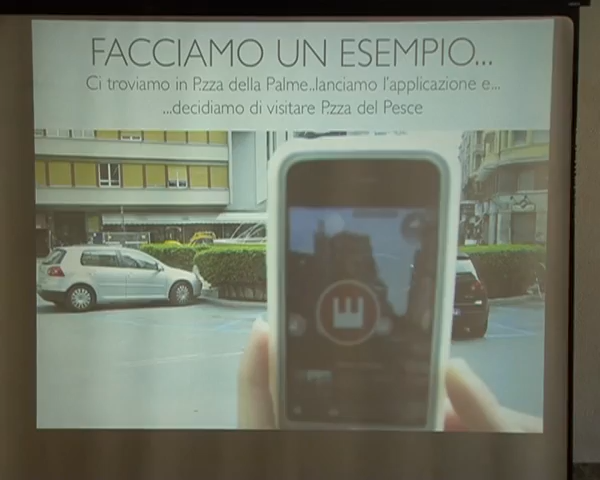 FACCIAMO UN ESEMPIO...
Ci troviamo in P.zza della Palme..lanciamo l'applicazione e...
...decidiamo di visitare P.zza del Pesce